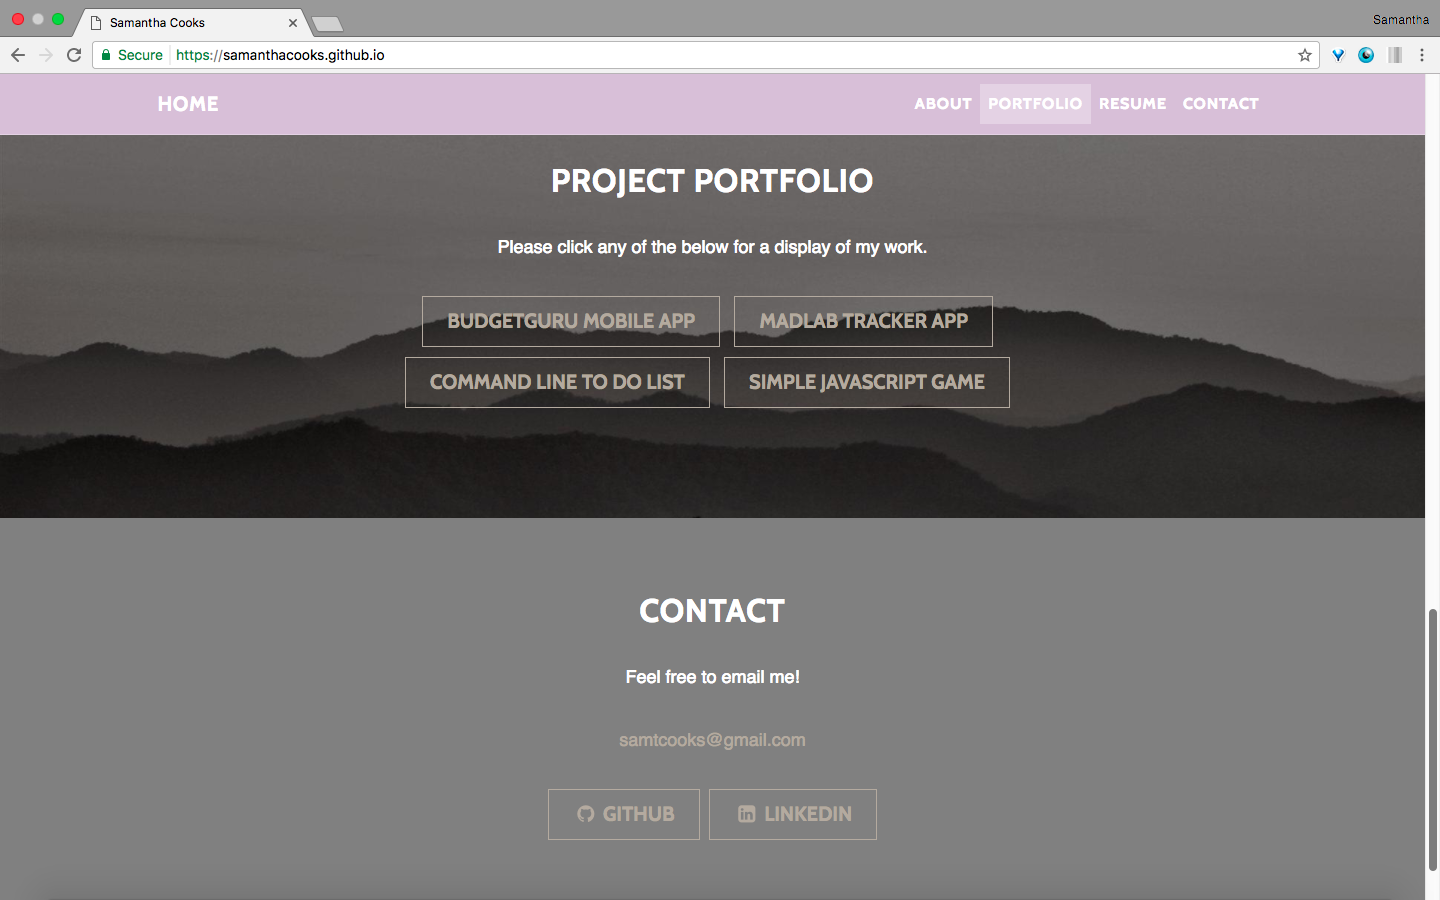 Samantha Cooks
Samantha
Secure https://samanthacooks.github.io
HOME ABOUT PORTFOLIO RESUME CONTACT
PROJECT PORTFOLIO
Please click any of the below for a display of my work.
BUDGETGURU MOBILE APP MADLAB TRACKER APP
COMMAND LINE TO DO LIST SIMPLE JAVASCRIPT GAME
CONTACT
Feel free to email me!
samtcooks@gmail.com
GITHUB LINKEDIN